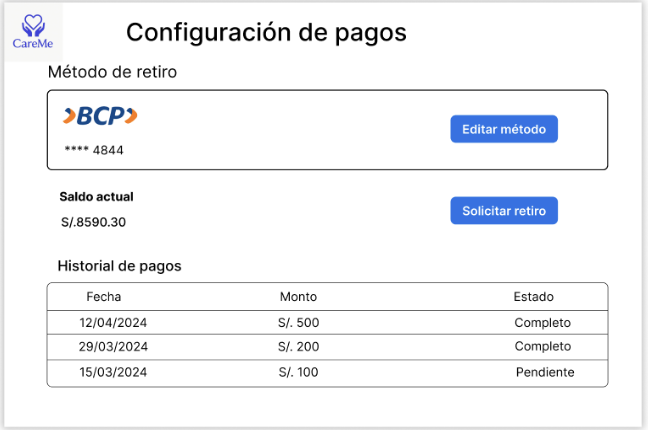 CareMe
Configuración de pagos
Método de retiro
BCP
**** 4844
Editar método
Saldo actual
S/.8590.30
Solicitar retiro
Historial de pagos
Fecha Monto Estado
12/04/2024 S/. 500 Completo
29/03/2024 S/. 200 Completo
15/03/2024 S/. 100 Pendiente